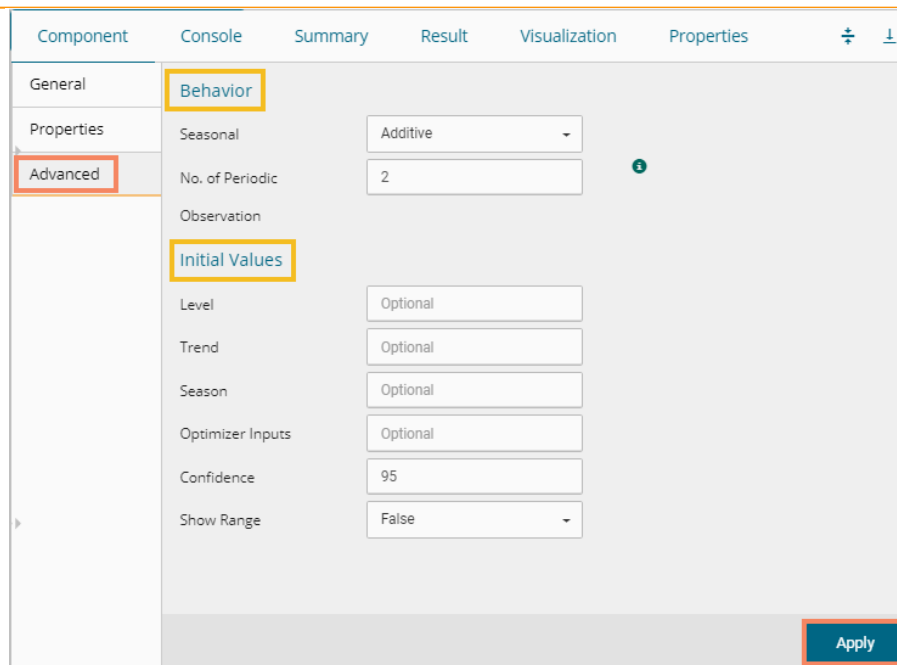 Component Console Summary Result Visualization Properties
General
Properties
Advanced
Behavior
Seasonal Additive
No. of Periodic 2
Observation
Initial Values
Level Optional
Trend Optional
Season Optional
Optimizer Inputs Optional
Confidence 95
Show Range False
Apply